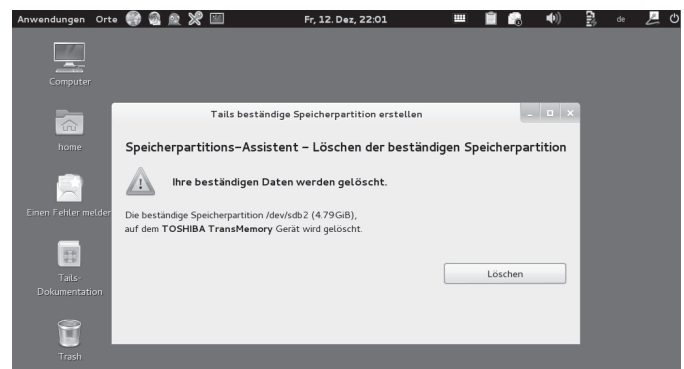 Anwendungen Orte Fr, 12. Dez, 22:01 de
Computer
home
Einen Fehler melden
Tails-
Dokumentation
Trash
Tails beständige Speicherpartition erstellen
Speicherpartitions-Assistent – Löschen der beständigen Speicherpartition
Ihre beständigen Daten werden gelöscht.
Die beständige Speicherpartition /dev/sdb2 (4.79GiB),
auf dem TOSHIBA TransMemory Gerät wird gelöscht.
Löschen